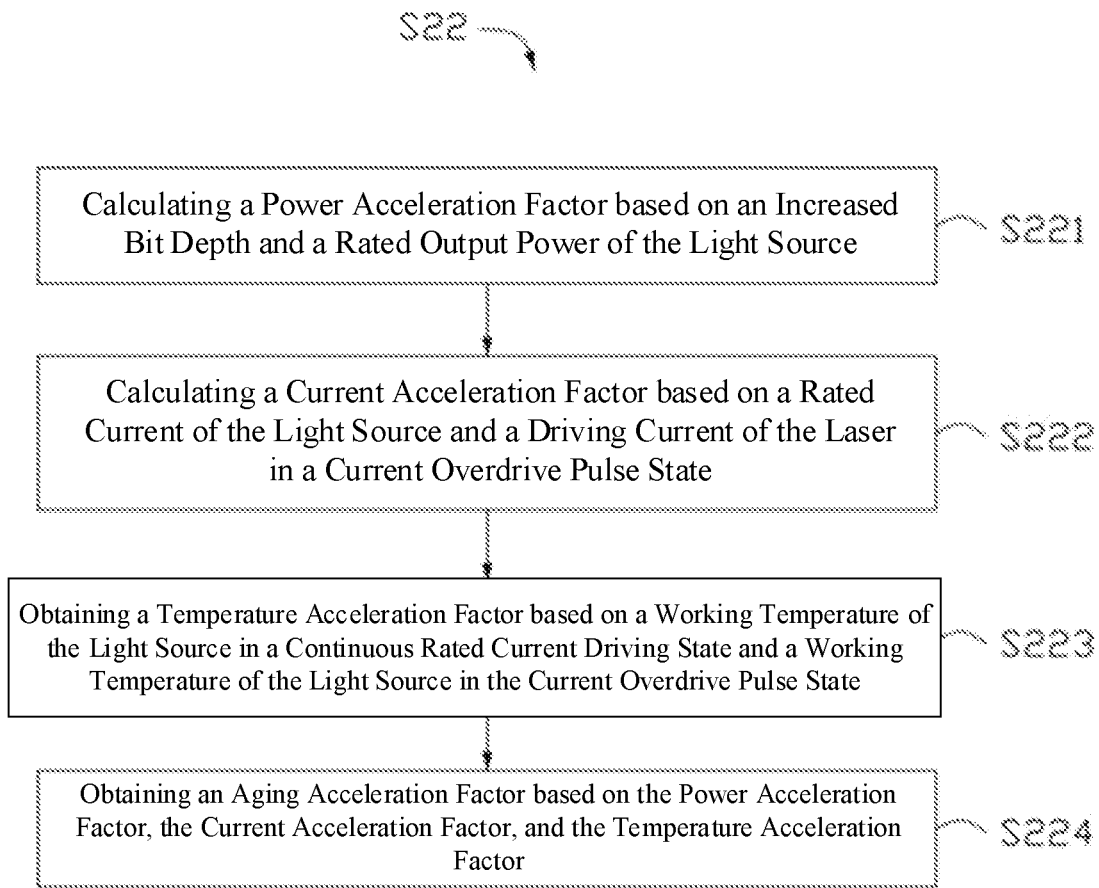 S22
Calculating a Power Acceleration Factor based on an Increased
Bit Depth and a Rated Output Power of the Light Source
S221
Calculating a Current Acceleration Factor based on a Rated
Current of the Light Source and a Driving Current of the Laser
in a Current Overdrive Pulse State
S222
Obtaining a Temperature Acceleration Factor based on a Working Temperature of
the Light Source in a Continuous Rated Current Driving State and a Working
Temperature of the Light Source in the Current Overdrive Pulse State
S223
Obtaining an Aging Acceleration Factor based on the Power Acceleration
Factor, the Current Acceleration Factor, and the Temperature Acceleration
Factor
S224